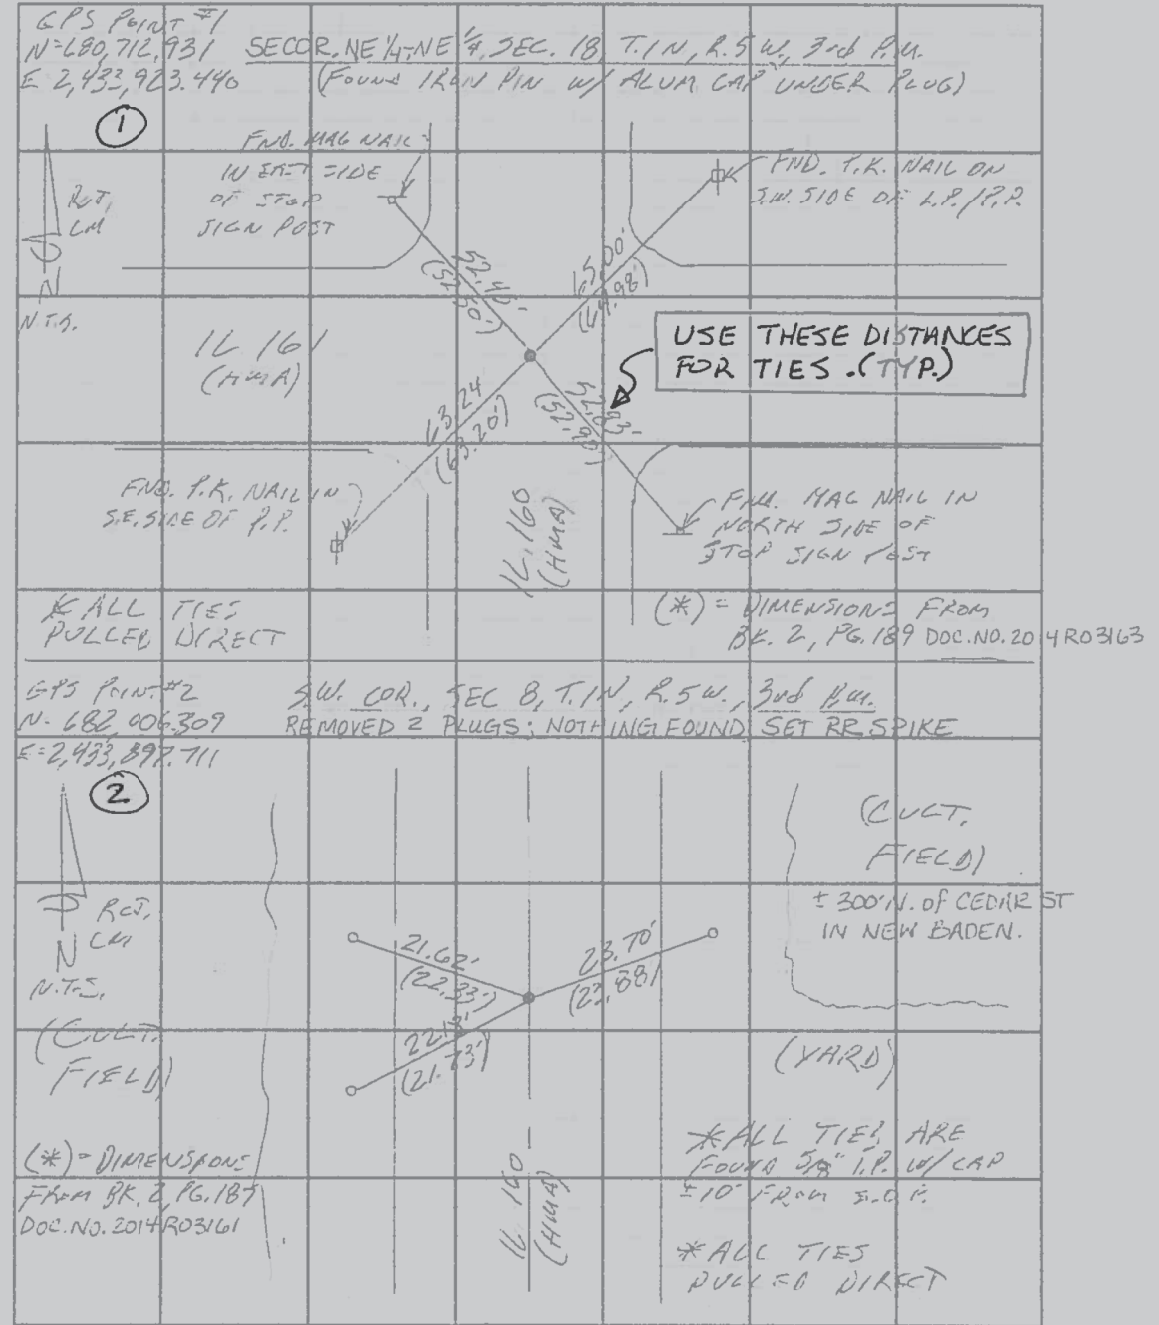 GPS POINT #1
N=680,712.931
E=2,432,923.440
SE COR. NE 1/4, NE 1/4, SEC. 18, T.1N, R.5W, 3rd P.M.
(FOUND IRON PIN W/ ALUM. CAP UNDER PLUG)
1
N
N.T.S.
FND. MAG NAIL
IN EAST SIDE
OF STOP
SIGN POST
FND. P.K. NAIL ON
S.W. SIDE OF L.P./P.P.
52.45'
(52.50')
65.00'
(64.98')
IL 161
(HMA)
USE THESE DISTANCES
FOR TIES. (TYP.)
63.24
(63.20')
52.93'
(52.90')
FND. P.K. NAIL IN
S.E. SIDE OF P.P.
IL 160
(HMA)
FND. MAG NAIL IN
NORTH SIDE OF
STOP SIGN POST
* ALL TIES
PULLED DIRECT
(*) = DIMENSIONS FROM
BK. 2, PG. 189 DOC. NO. 2014R03163
GPS POINT #2
N=682,006.309
E=2,433,897.711
S.W. COR., SEC 8, T.1N, R.5W., 3rd P.M.
REMOVED 2 PLUGS; NOTHING FOUND SET RR SPIKE
2
N
N.T.S.
(CULT.
FIELD)
± 300' N. OF CEDAR ST
IN NEW BADEN.
21.62'
(22.33')
23.70'
(23.88)
22.13'
(21.73')
(CULT.
FIELD)
(YARD)
(*) = DIMENSIONS
FROM BK. 2, PG. 187
DOC. NO. 2014R03161
IL 160
(HMA)
* ALL TIES ARE
FOUND 5/8" I.P. W/ CAP
±10' FROM
* ALL TIES
PULLED DIRECT